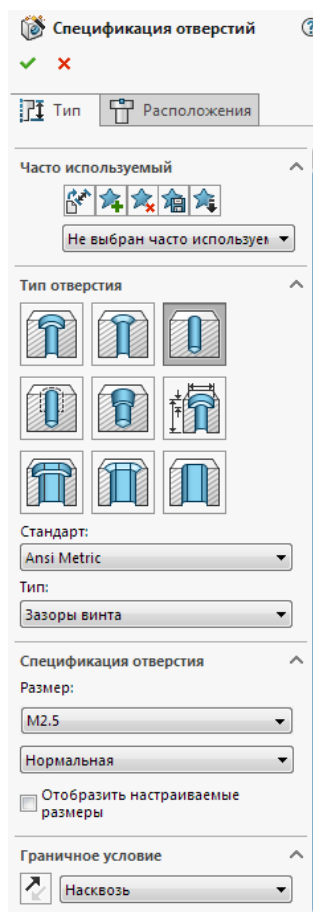 Спецификация отверстий
Тип
Расположения
Часто используемый
Не выбран часто использует
Тип отверстия
Стандарт:
Ansi Metric
Тип:
Зазоры винта
Спецификация отверстия
Размер:
M2.5
Нормальная
Отобразить настраиваемые
размеры
Граничное условие
Насквозь